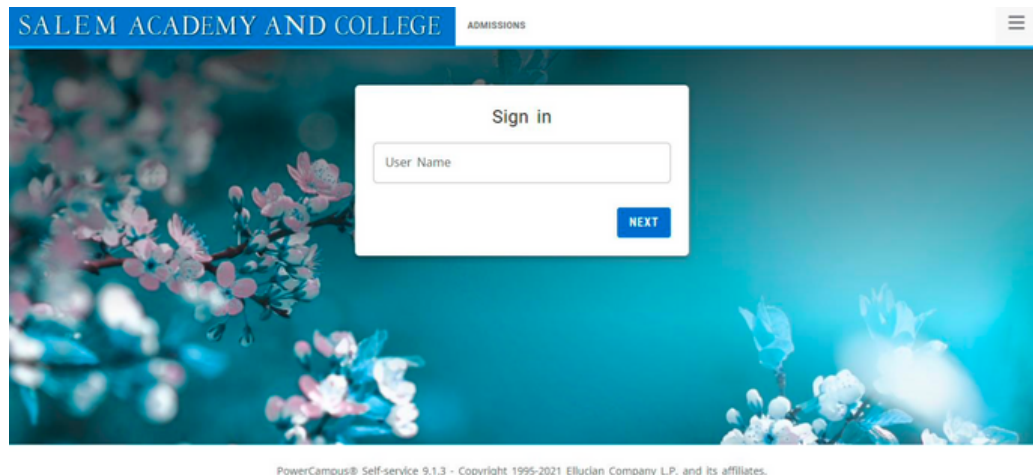 SALEM ACADEMY AND COLLEGE
ADMISSIONS
Sign in
User Name
NEXT
PowerCampus® Self-service 9.1.3 - Copyright 1995-2021 Ellucian Company L.P. and its affiliates.